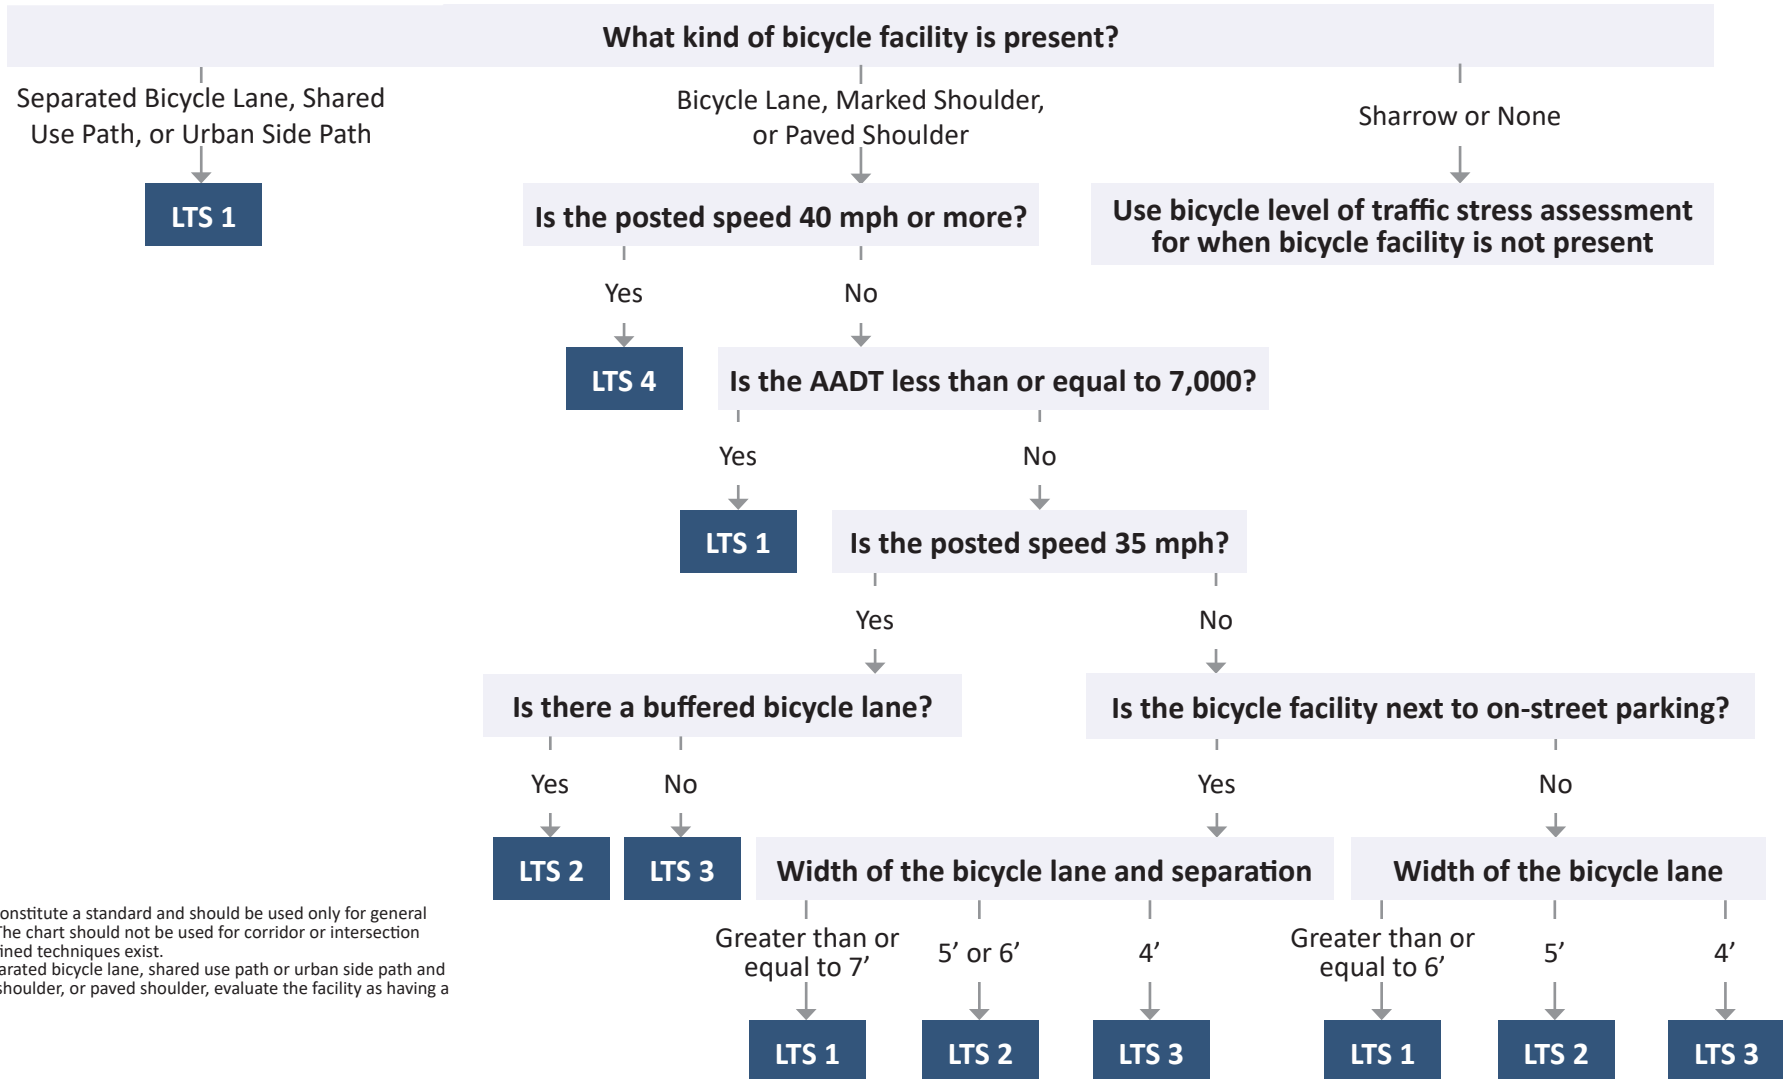 What kind of bicycle facility is present?
Separated Bicycle Lane, Shared
Use Path, or Urban Side Path
Bicycle Lane, Marked Shoulder,
or Paved Shoulder
Sharrow or None
LTS 1
Is the posted speed 40 mph or more?
Use bicycle level of traffic stress assessment
for when bicycle facility is not present
Yes
No
LTS 4
Is the AADT less than or equal to 7,000?
Yes
No
LTS 1
Is the posted speed 35 mph?
Yes
No
Is there a buffered bicycle lane?
Is the bicycle facility next to on-street parking?
Yes
No
Yes
No
LTS 2
LTS 3
Width of the bicycle lane and separation
Width of the bicycle lane
onstitute a standard and should be used only for general
The chart should not be used for corridor or intersection
ined techniques exist.
arated bicycle lane, shared use path or urban side path and
shoulder, or paved shoulder, evaluate the facility as having a
Greater than or
equal to 7’
5’ or 6’
4’
Greater than or
equal to 6’
5’
4’
LTS 1
LTS 2
LTS 3
LTS 1
LTS 2
LTS 3